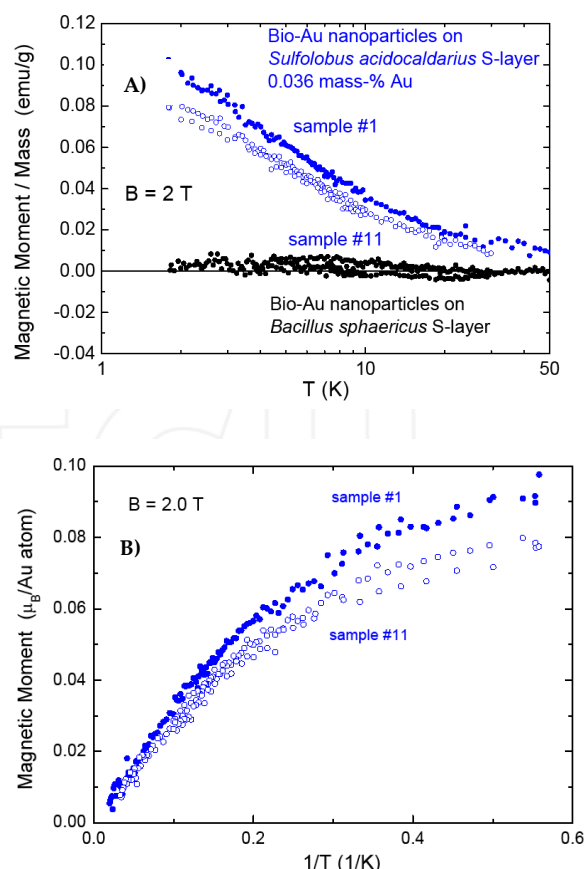 0.12
0.10
0.08
0.06
0.04
0.02
0.00
-0.02
-0.04
Magnetic Moment / Mass (emu/g)
A)
Bio-Au nanoparticles on
Sulfolobus acidocaldarius S-layer
0.036 mass-% Au
sample #1
B = 2 T
sample #11
Bio-Au nanoparticles on
Bacillus sphaericus S-layer
1
10
50
T (K)
0.10
0.08
0.06
0.04
0.02
0.00
Magnetic Moment (μB/Au atom)
B = 2.0 T
sample #1
B)
sample #11
0.0
0.2
0.4
0.6
1/T (1/K)